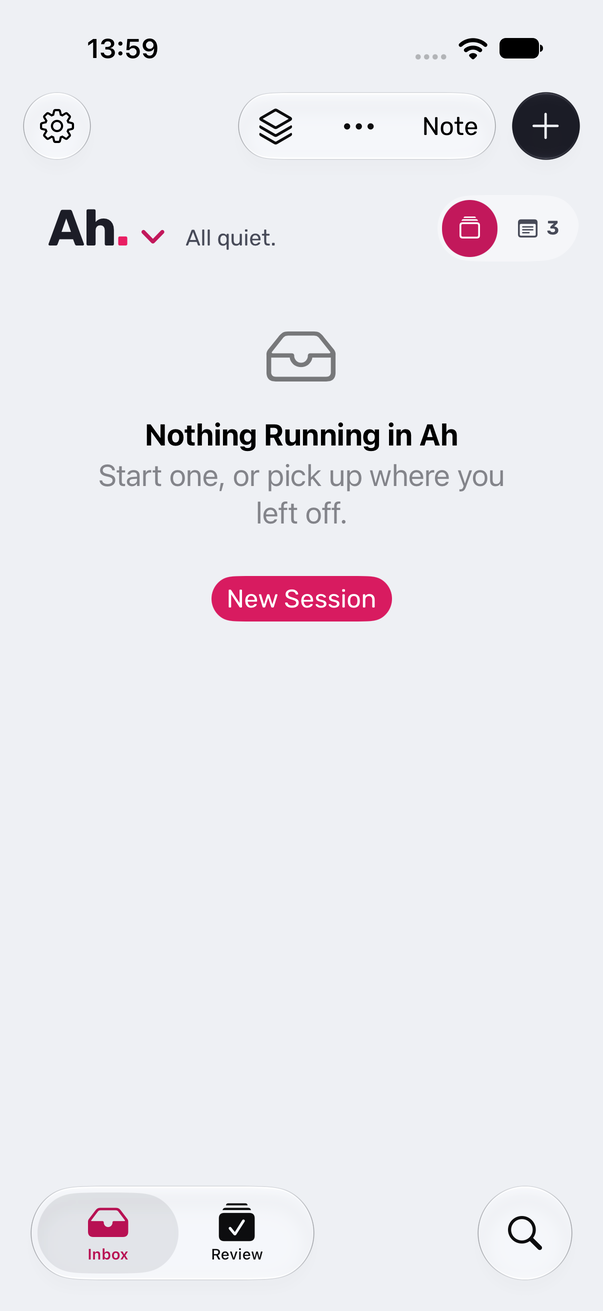 13:59
Note
Ah.
All quiet.
3
Nothing Running in Ah
Start one, or pick up where you
left off.
New Session
Inbox
Review